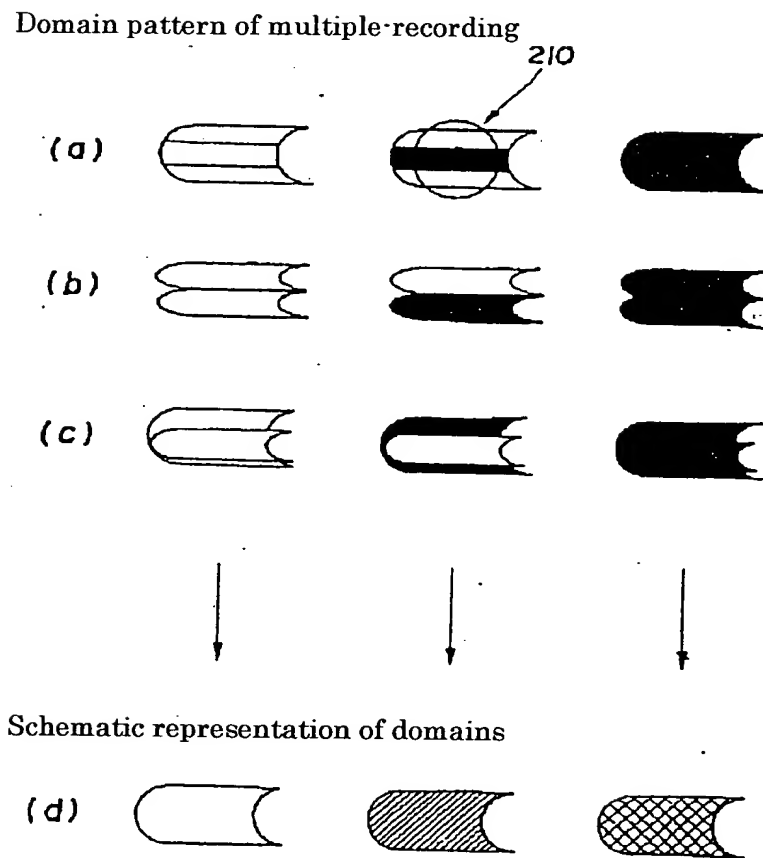 Domain pattern of multiple-recording
210
(a)
(b)
(c)
Schematic representation of domains
(d)